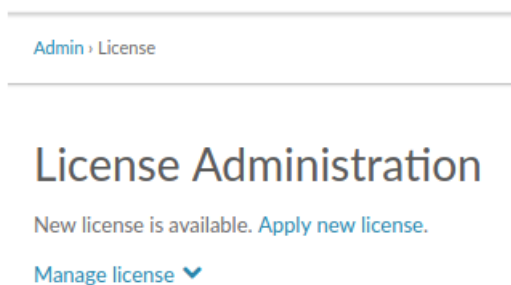 Admin › License
License Administration
New license is available. Apply new license.
Manage license